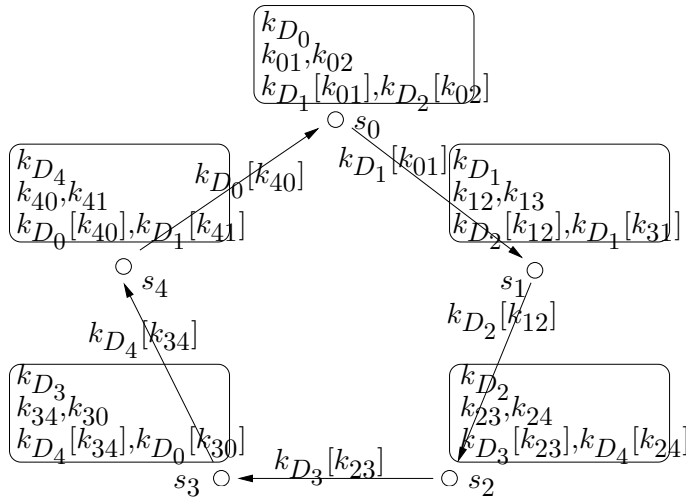 k_{D_0}
k_{01},k_{02}
k_{D_1}[k_{01}],k_{D_2}[k_{02}]
s_0
k_{D_4}
k_{40},k_{41}
k_{D_0}[k_{40}],k_{D_1}[k_{41}]
s_4
k_{D_0}[k_{40}]
k_{D_1}[k_{01}]
k_{D_1}
k_{12},k_{13}
k_{D_2}[k_{12}],k_{D_1}[k_{31}]
s_1
k_{D_4}[k_{34}]
k_{D_2}[k_{12}]
k_{D_3}
k_{34},k_{30}
k_{D_4}[k_{34}],k_{D_0}[k_{30}]
s_3
k_{D_3}[k_{23}]
k_{D_2}
k_{23},k_{24}
k_{D_3}[k_{23}],k_{D_4}[k_{24}]
s_2